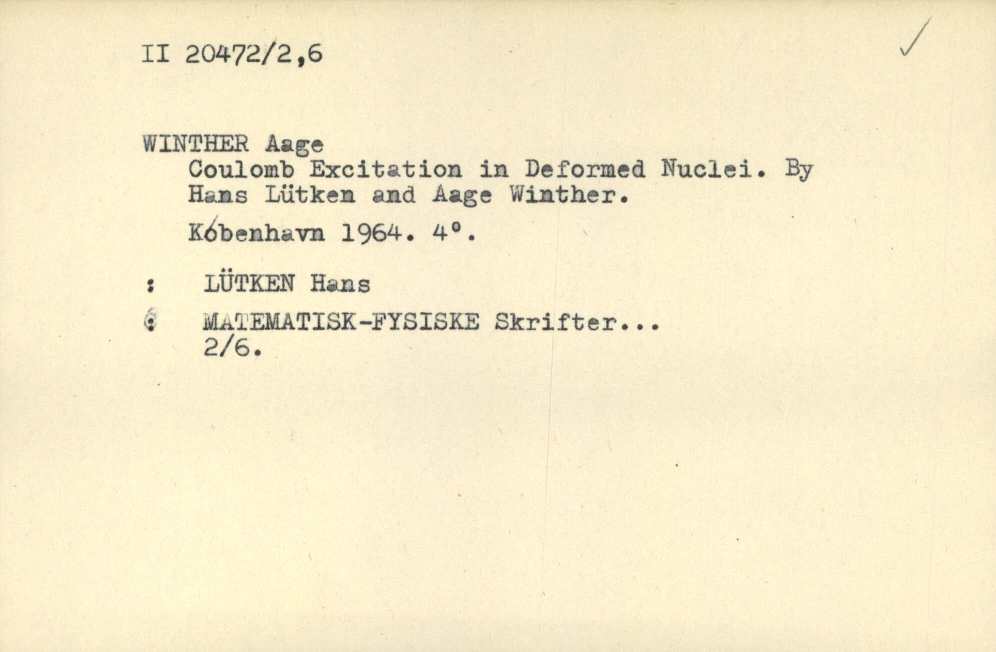 II 20472/2,6
WINTHER Aage
Coulomb Excitation in Deformed Nuclei. By
Hans Lütken and Aage Winther.
København 1964. 4°.
: LÜTKEN Hans
: MATEMATISK-FYSISKE Skrifter...
2/6.